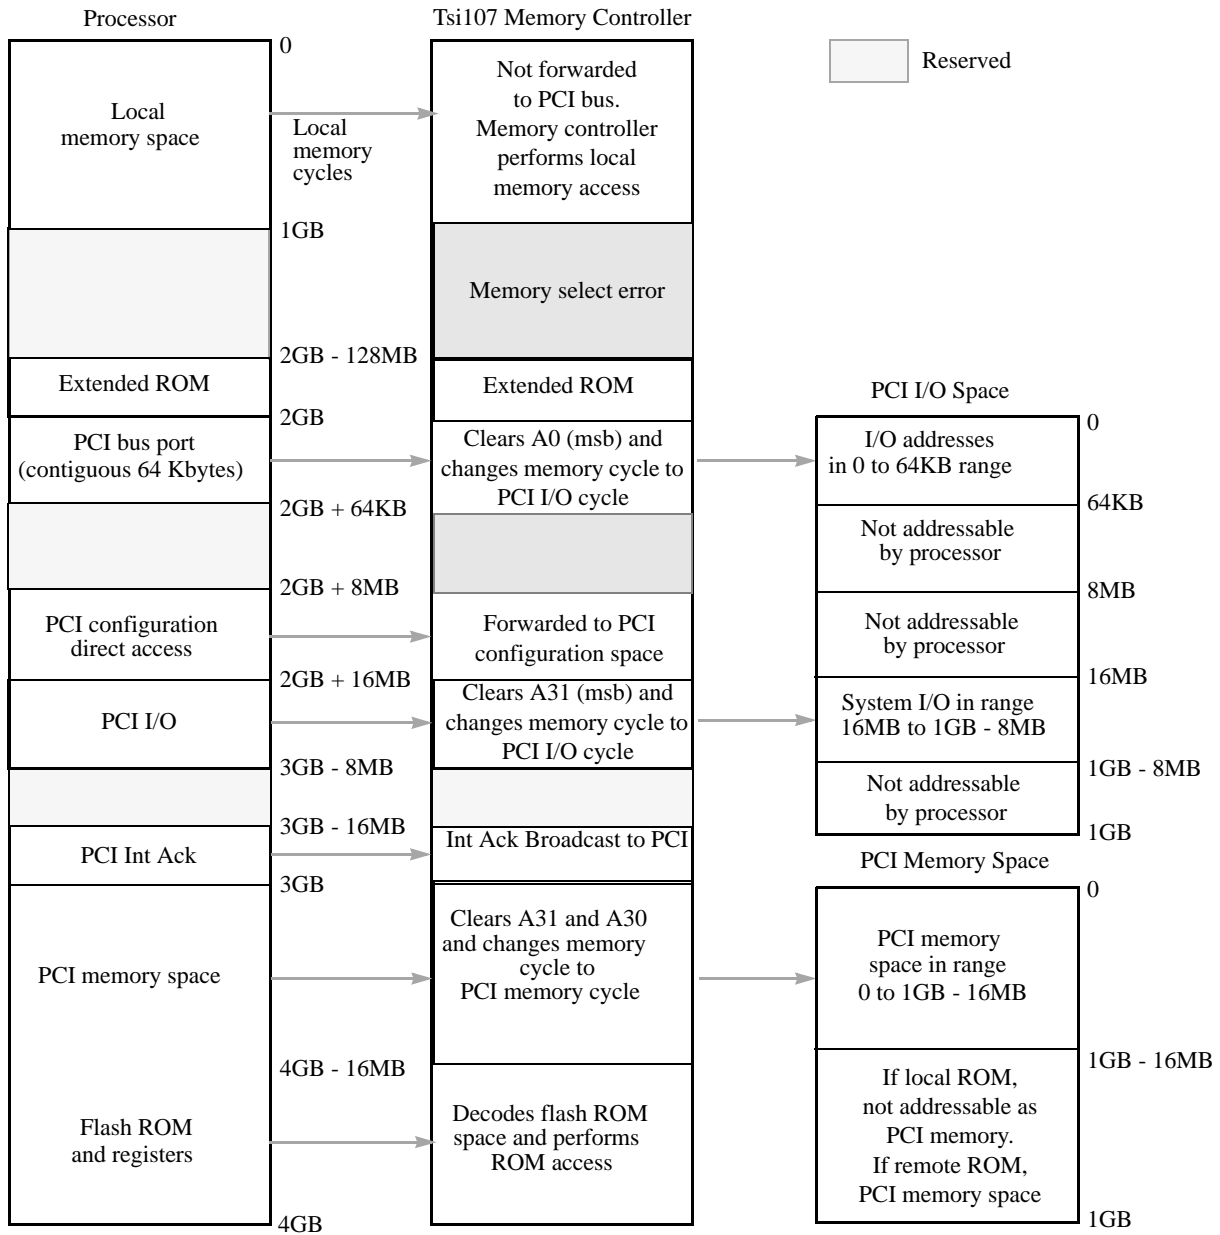 Processor
0
Local
memory space
Local
memory
cycles
1GB
2GB - 128MB
Extended ROM
2GB
PCI bus port
(contiguous 64 Kbytes)
2GB + 64KB
2GB + 8MB
PCI configuration
direct access
2GB + 16MB
PCI I/O
3GB - 8MB
3GB - 16MB
PCI Int Ack
3GB
PCI memory space
4GB - 16MB
Flash ROM
and registers
4GB
Tsi107 Memory Controller
Not forwarded
to PCI bus.
Memory controller
performs local
memory access
Memory select error
Extended ROM
Clears A0 (msb) and
changes memory cycle to
PCI I/O cycle
Forwarded to PCI
configuration space
Clears A31 (msb) and
changes memory cycle to
PCI I/O cycle
Int Ack Broadcast to PCI
Clears A31 and A30
and changes memory
cycle to
PCI memory cycle
Decodes flash ROM
space and performs
ROM access
Reserved
PCI I/O Space
0
I/O addresses
in 0 to 64KB range
64KB
Not addressable
by processor
8MB
Not addressable
by processor
16MB
System I/O in range
16MB to 1GB - 8MB
1GB - 8MB
Not addressable
by processor
1GB
PCI Memory Space
0
PCI memory
space in range
0 to 1GB - 16MB
1GB - 16MB
If local ROM,
not addressable as
PCI memory.
If remote ROM,
PCI memory space
1GB